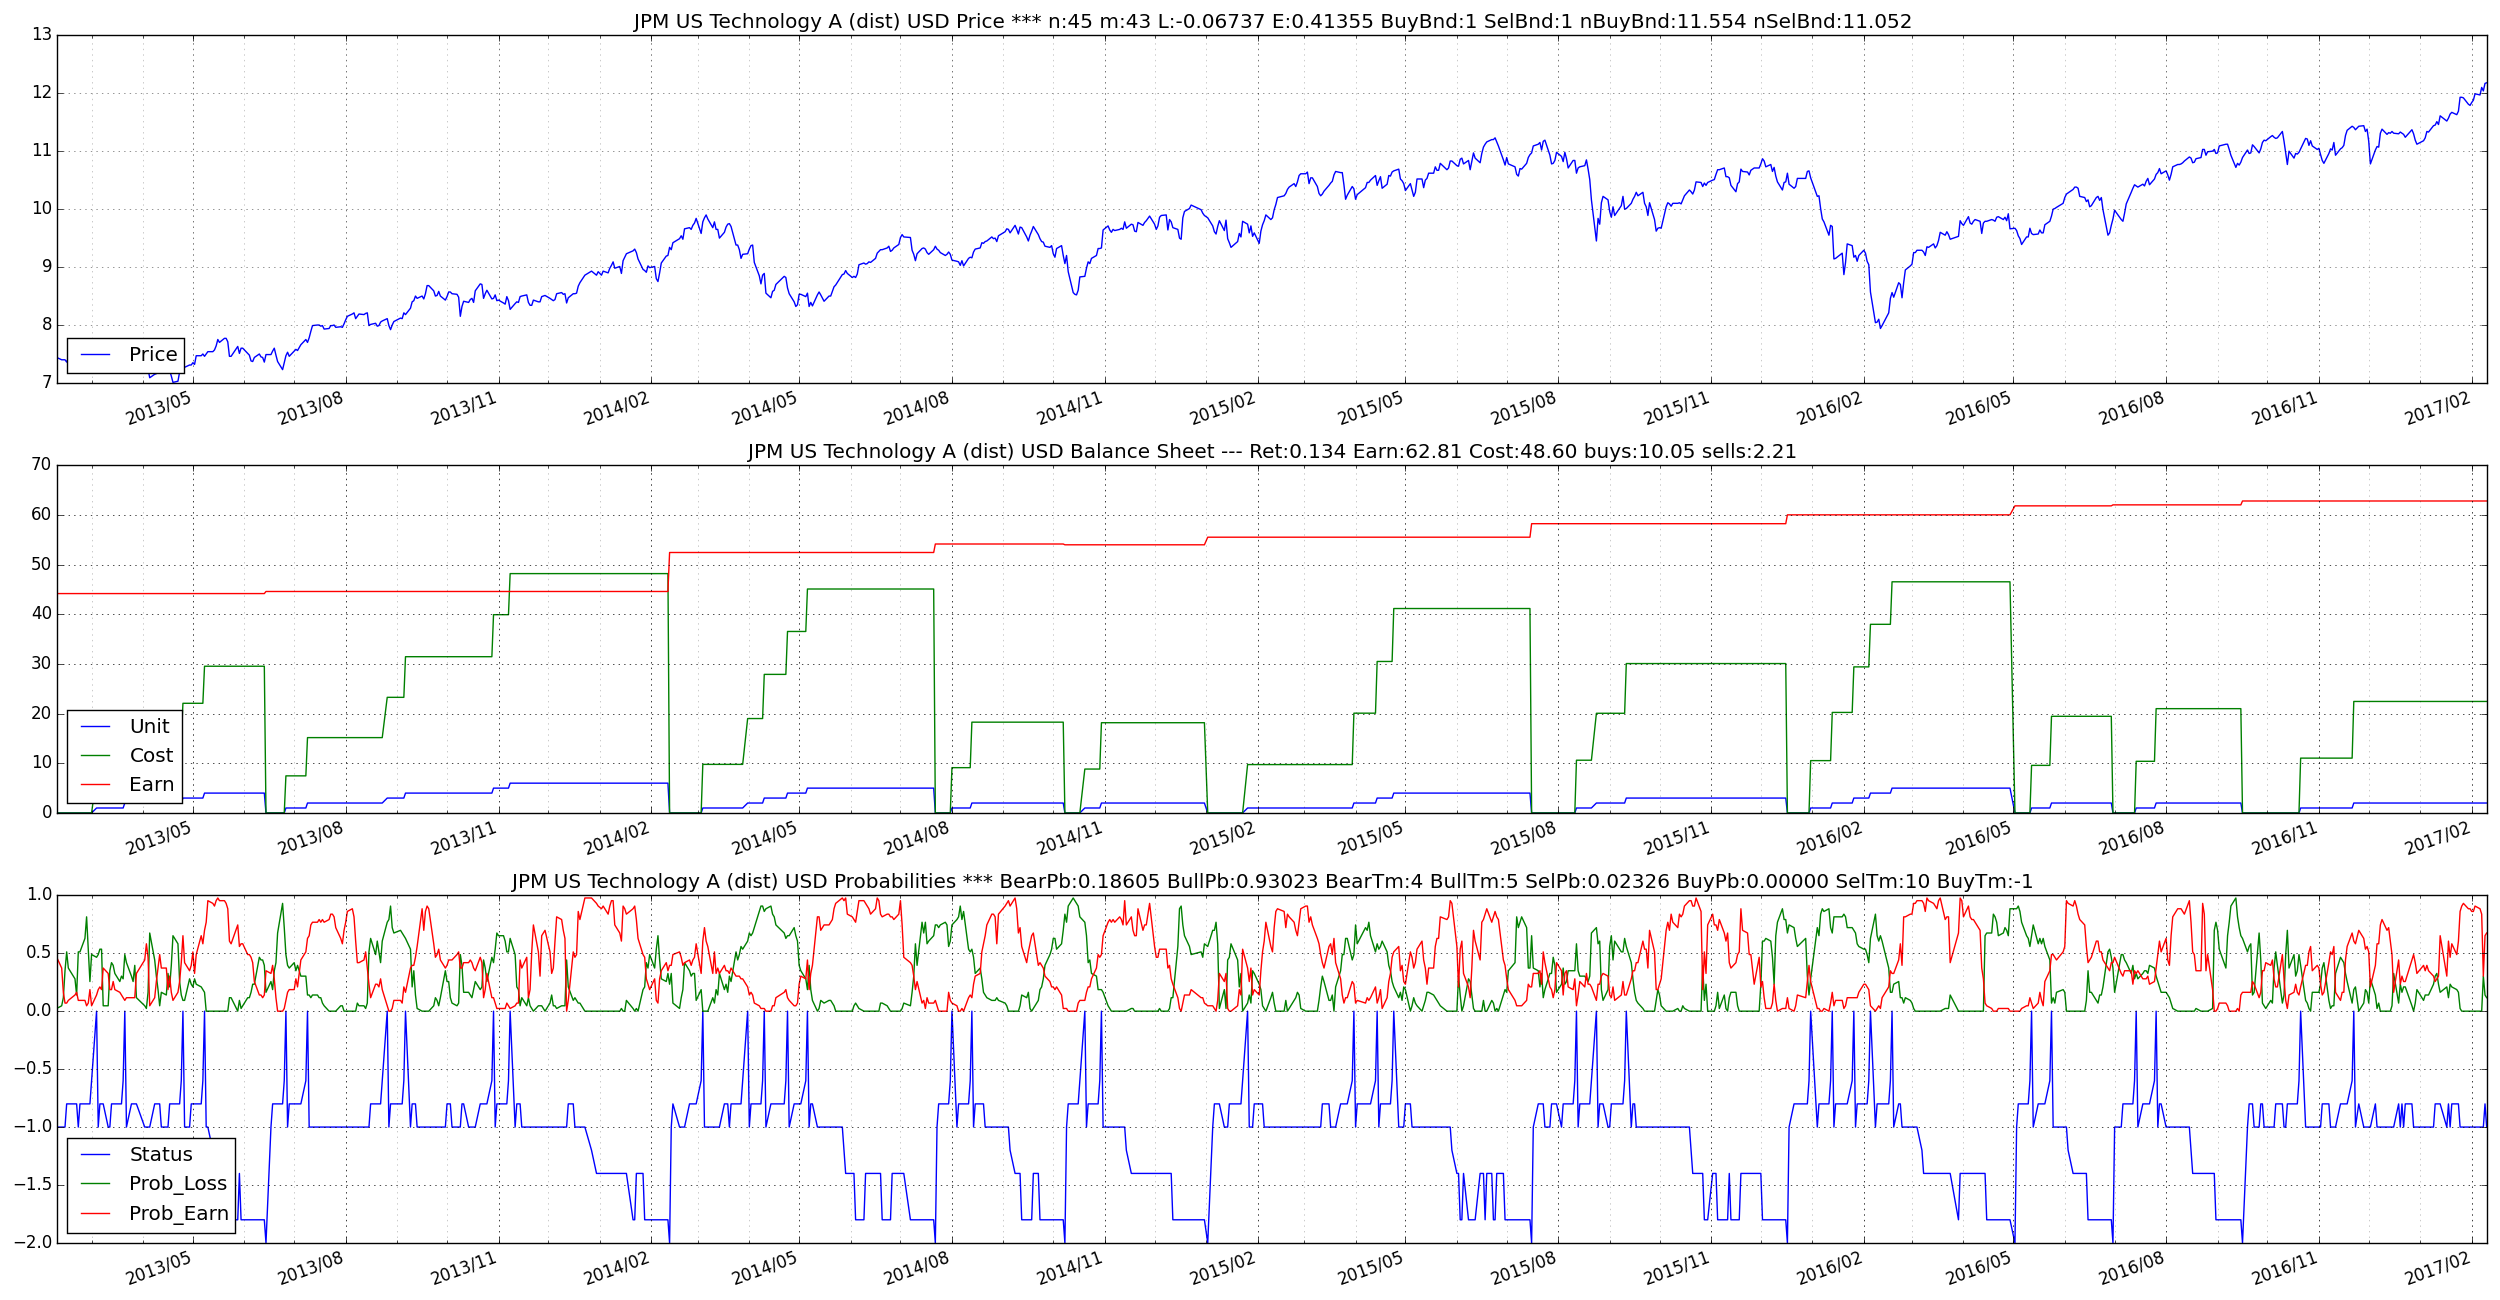 JPM US Technology A (dist) USD Price *** n:45 m:43 L:-0.06737 E:0.41355 BuyBnd:1 SelBnd:1 nBuyBnd:11.554 nSelBnd:11.052
13
12
11
10
9
8
7
Price
2013/05 2013/08 2013/11 2014/02 2014/05 2014/08 2014/11 2015/02 2015/05 2015/08 2015/11 2016/02 2016/05 2016/08 2016/11 2017/02
JPM US Technology A (dist) USD Balance Sheet --- Ret:0.134 Earn:62.81 Cost:48.60 buys:10.05 sells:2.21
70
60
50
40
30
20
10
0
Unit
Cost
Earn
2013/05 2013/08 2013/11 2014/02 2014/05 2014/08 2014/11 2015/02 2015/05 2015/08 2015/11 2016/02 2016/05 2016/08 2016/11 2017/02
JPM US Technology A (dist) USD Probabilities *** BearPb:0.18605 BullPb:0.93023 BearTm:4 BullTm:5 SelPb:0.02326 BuyPb:0.00000 SelTm:10 BuyTm:-1
1.0
0.5
0.0
−0.5
−1.0
−1.5
−2.0
Status
Prob_Loss
Prob_Earn
2013/05 2013/08 2013/11 2014/02 2014/05 2014/08 2014/11 2015/02 2015/05 2015/08 2015/11 2016/02 2016/05 2016/08 2016/11 2017/02